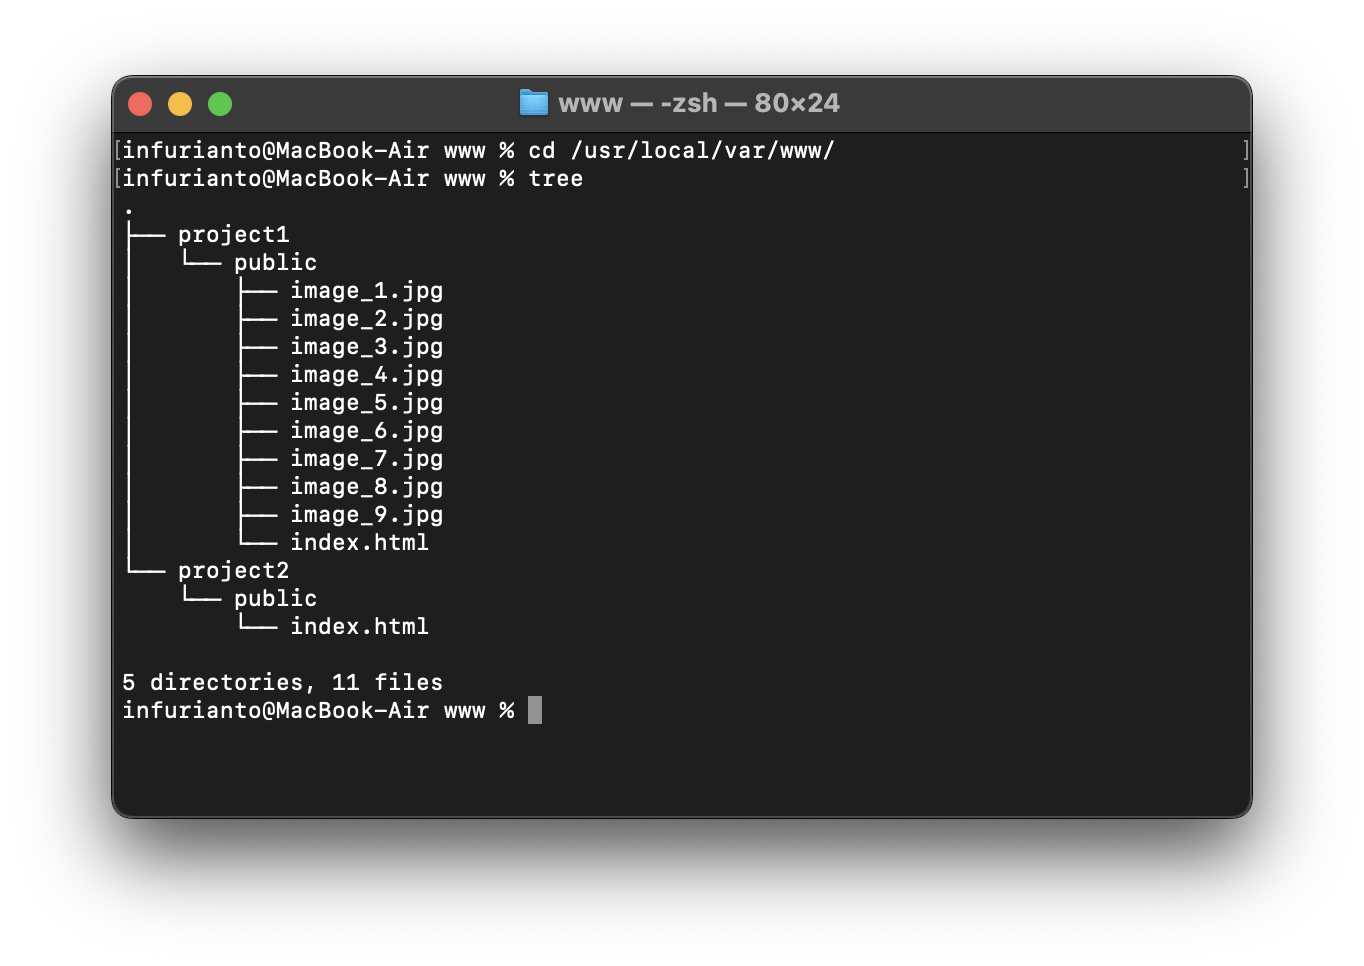 www — -zsh — 80×24
[infurianto@MacBook-Air www % cd /usr/local/var/www/ ]
[infurianto@MacBook-Air www % tree ]
.
├── project1
│   └── public
│       ├── image_1.jpg
│       ├── image_2.jpg
│       ├── image_3.jpg
│       ├── image_4.jpg
│       ├── image_5.jpg
│       ├── image_6.jpg
│       ├── image_7.jpg
│       ├── image_8.jpg
│       ├── image_9.jpg
│       └── index.html
└── project2
    └── public
        └── index.html
5 directories, 11 files
infurianto@MacBook-Air www %